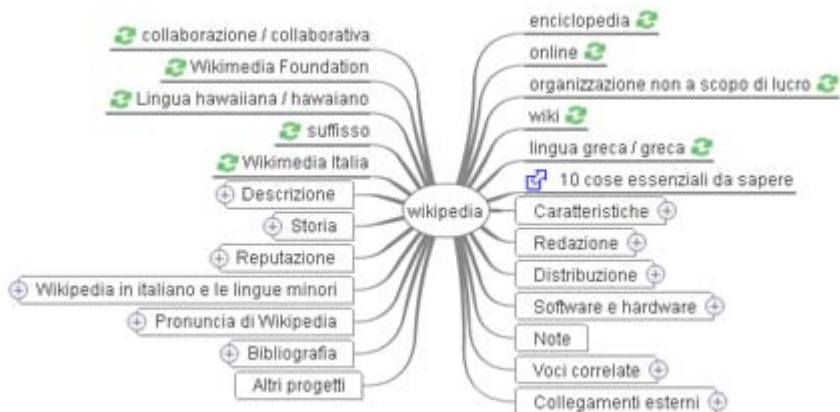 collaborazione / collaborativa
Wikimedia Foundation
Lingua hawaiiana / hawaiano
suffisso
Wikimedia Italia
Descrizione
Storia
Reputazione
Wikipedia in italiano e le lingue minori
Pronuncia di Wikipedia
Bibliografia
Altri progetti
wikipedia
enciclopedia
online
organizzazione non a scopo di lucro
wiki
lingua greca / greca
10 cose essenziali da sapere
Caratteristiche
Redazione
Distribuzione
Software e hardware
Note
Voci correlate
Collegamenti esterni